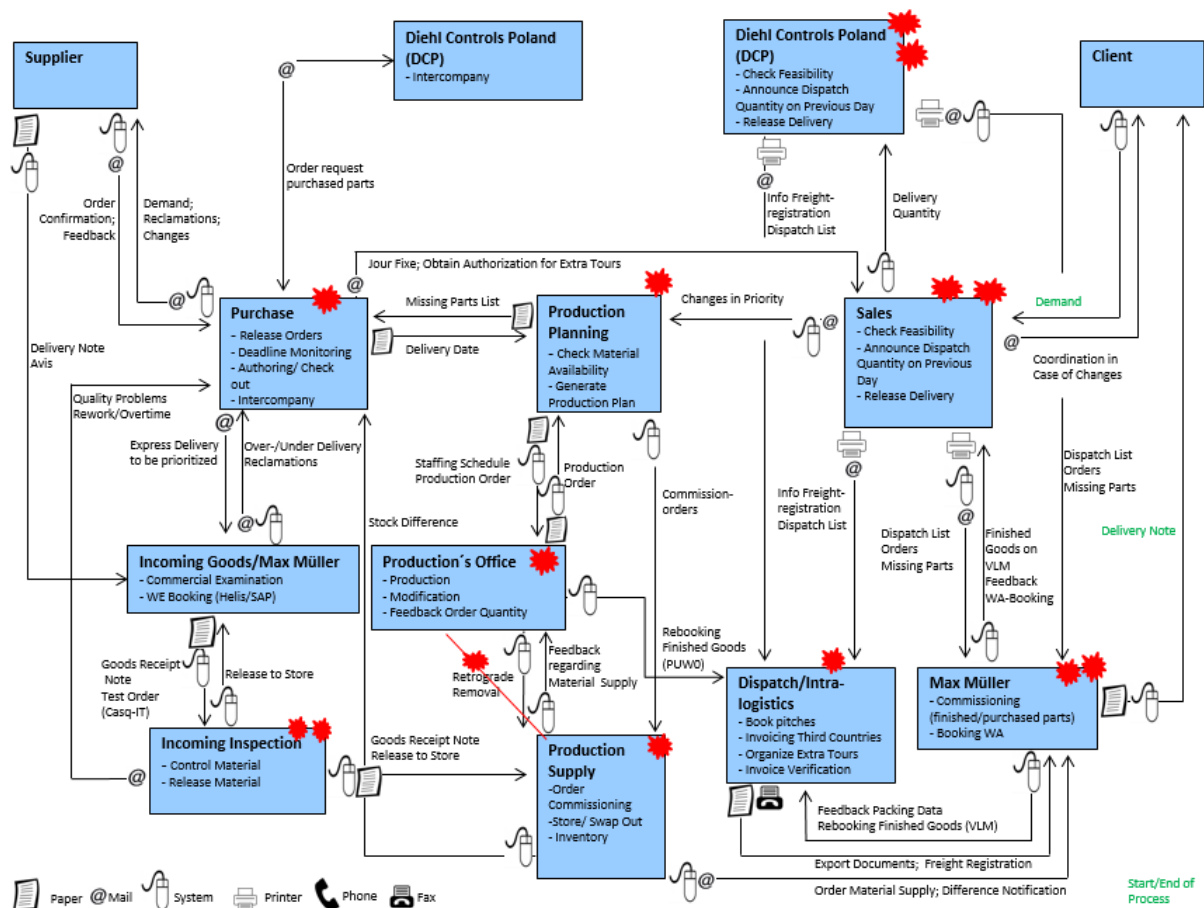 Supplier
Diehl Controls Poland
(DCP)
- Intercompany
Diehl Controls Poland
(DCP)
- Check Feasibility
- Announce Dispatch
Quantity on Previous Day
- Release Delivery
Client
@
@
@
@
Order request
purchased parts
Order
Confirmation;
Feedback
Demand;
Reclamations;
Changes
Info Freight-
registration
Dispatch List
Delivery
Quantity
@
@
Jour Fixe; Obtain Authorization for Extra Tours
Demand
Purchase
- Release Orders
- Deadline Monitoring
- Authoring/ Check
out
- Intercompany
Missing Parts List
Delivery Date
Production
Planning
- Check Material
Availability
- Generate
Production Plan
Changes in Priority
@
Sales
- Check Feasibility
- Announce Dispatch
Quantity on Previous
Day
- Release Delivery
@
Coordination in
Case of Changes
Delivery Note
Avis
Quality Problems
Rework/Overtime
@
Express Delivery
to be prioritized
Over-/Under Delivery
Reclamations
@
Staffing Schedule
Production Order
Production
Order
Commission-
orders
Stock Difference
@
Info Freight-
registration
Dispatch List
@
Dispatch List
Orders
Missing Parts
Finished
Goods on
VLM
Feedback
WA-Booking
Dispatch List
Orders
Missing Parts
Delivery Note
Incoming Goods/Max Müller
- Commercial Examination
- WE Booking (Helis/SAP)
Production´s Office
- Production
- Modification
- Feedback Order Quantity
Goods Receipt
Note
Test Order
(Casq-IT)
Release to Store
Retrograde
Removal
Feedback
regarding
Material Supply
Rebooking
Finished Goods
(PUW0)
Incoming Inspection
- Control Material
- Release Material
@
Goods Receipt Note
Release to Store
Production
Supply
-Order
Commissioning
-Store/ Swap Out
- Inventory
Dispatch/Intra-
logistics
- Book pitches
- Invoicing Third Countries
- Organize Extra Tours
- Invoice Verification
Max Müller
- Commissioning
(finished/purchased parts)
- Booking WA
Feedback Packing Data
Rebooking Finished Goods (VLM)
Export Documents; Freight Registration
@
Order Material Supply; Difference Notification
Start/End of
Process
Paper @Mail System Printer Phone Fax